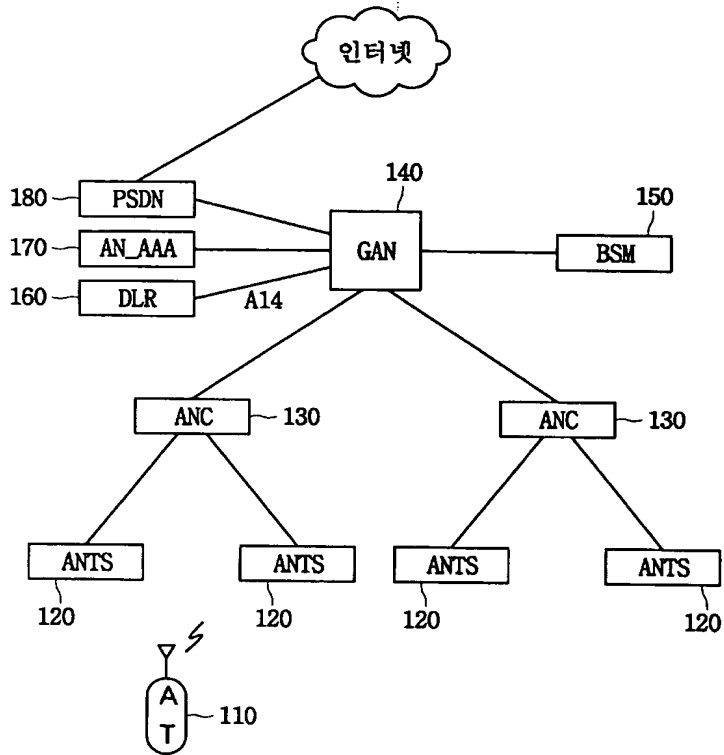 인터넷
140
180 PSDN
150
170 AN_AAA
GAN
BSM
160 DLR
A14
ANC 130
ANC 130
ANTS
ANTS
ANTS
ANTS
120
120
120
120
A
T
110